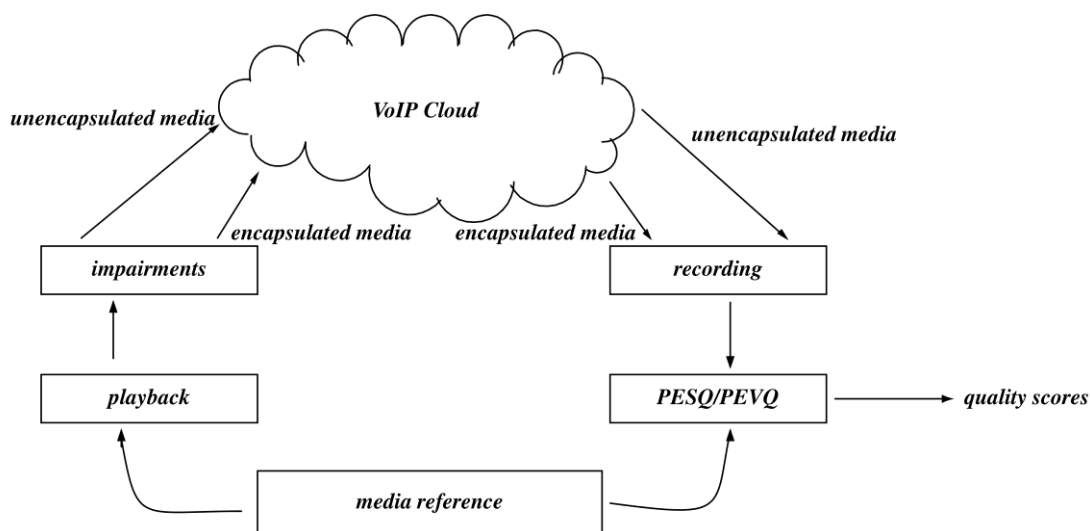 VoIP Cloud
unencapsulated media
unencapsulated media
encapsulated media
encapsulated media
impairments
recording
playback
PESQ/PEVQ
quality scores
media reference